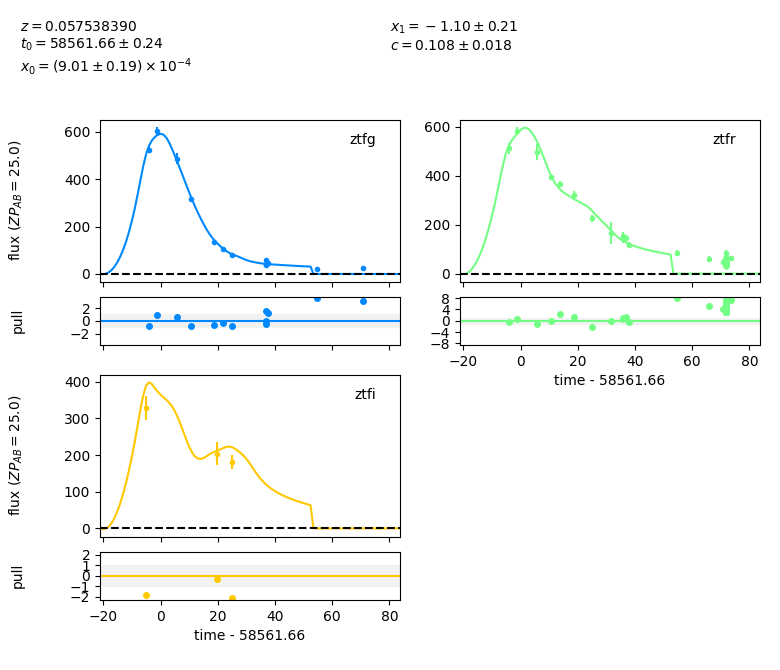 z = 0.057538390
t₀ = 58561.66 ± 0.24
x₀ = (9.01 ± 0.19) × 10⁻⁴
x₁ = −1.10 ± 0.21
c = 0.108 ± 0.018
flux (ZP_AB = 25.0)
600
400
200
0
ztfg
600
400
200
0
ztfr
pull
2
0
−2
8
4
0
−4
−8
−20 0 20 40 60 80
time - 58561.66
flux (ZP_AB = 25.0)
400
300
200
100
0
ztfi
pull
2
1
0
−1
−2
−20 0 20 40 60 80
time - 58561.66